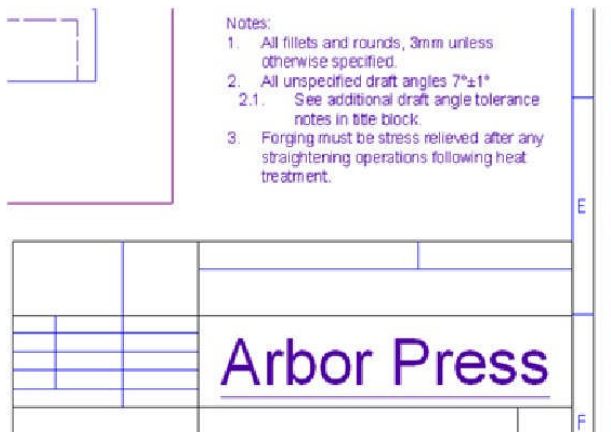 Notes:
1. All fillets and rounds, 3mm unless
otherwise specified.
2. All unspecified draft angles 7°±1°
2.1. See additional draft angle tolerance
notes in title block.
3. Forging must be stress relieved after any
straightening operations following heat
treatment.
E
Arbor Press
F